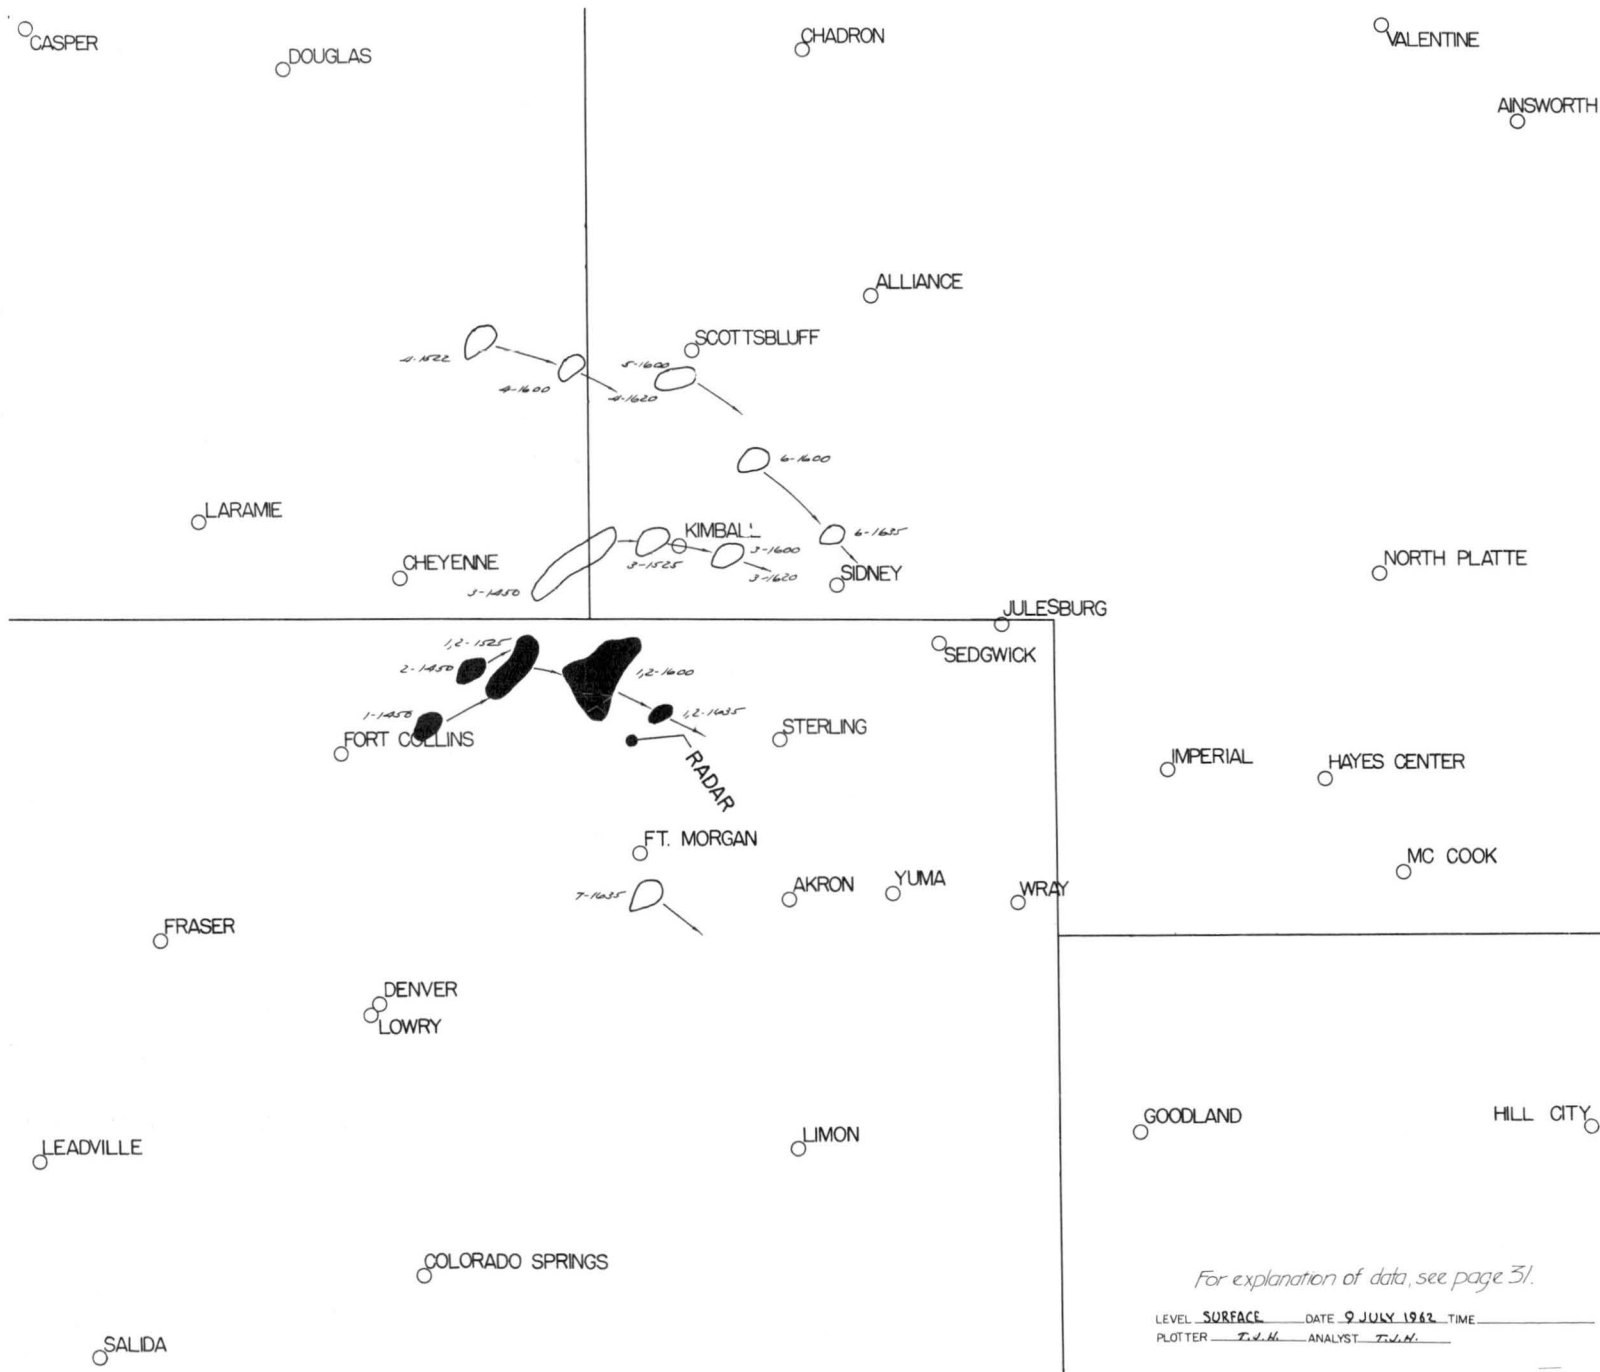 CASPER
DOUGLAS
CHADRON
VALENTINE
AINSWORTH
ALLIANCE
SCOTTSBLUFF
4-1522
5-1600
4-1600
4-1620
6-1600
LARAMIE
KIMBALL
6-1635
3-1600
CHEYENNE
3-1525
3-1620
NORTH PLATTE
SIDNEY
3-1450
JULESBURG
1,2-1525
SEDGWICK
2-1450
1,2-1600
1-1450
1,2-1635
FORT COLLINS
STERLING
RADAR
IMPERIAL
HAYES CENTER
FT. MORGAN
MC COOK
7-1635
AKRON
YUMA
WRAY
FRASER
DENVER
LOWRY
GOODLAND
HILL CITY
LEADVILLE
LIMON
COLORADO SPRINGS
For explanation of data, see page 31.
LEVEL SURFACE DATE 9 JULY 1962 TIME
PLOTTER T.J.H. ANALYST T.J.H.
SALIDA